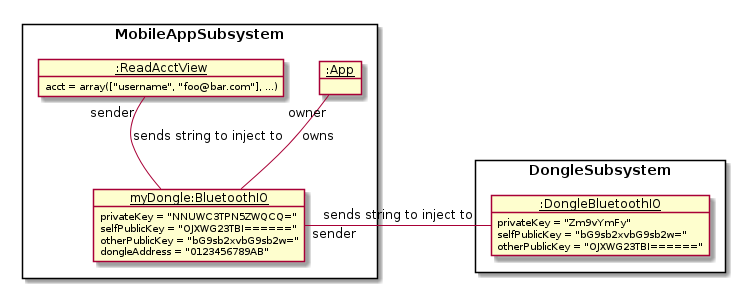 MobileAppSubsystem
:ReadAcctView
acct = array(["username", "foo@bar.com"], ...)
:App
sender
owner
sends string to inject to
owns
myDongle:BluetoothIO
privateKey = "NNUWC3TPN5ZWQCQ="
selfPublicKey = "OJXWG23TBI======"
otherPublicKey = "bG9sb2xvbG9sb2w="
dongleAddress = "0123456789AB"
sends string to inject to
sender
DongleSubsystem
:DongleBluetoothIO
privateKey = "Zm9vYmFy"
selfPublicKey = "bG9sb2xvbG9sb2w="
otherPublicKey = "OJXWG23TBI======"